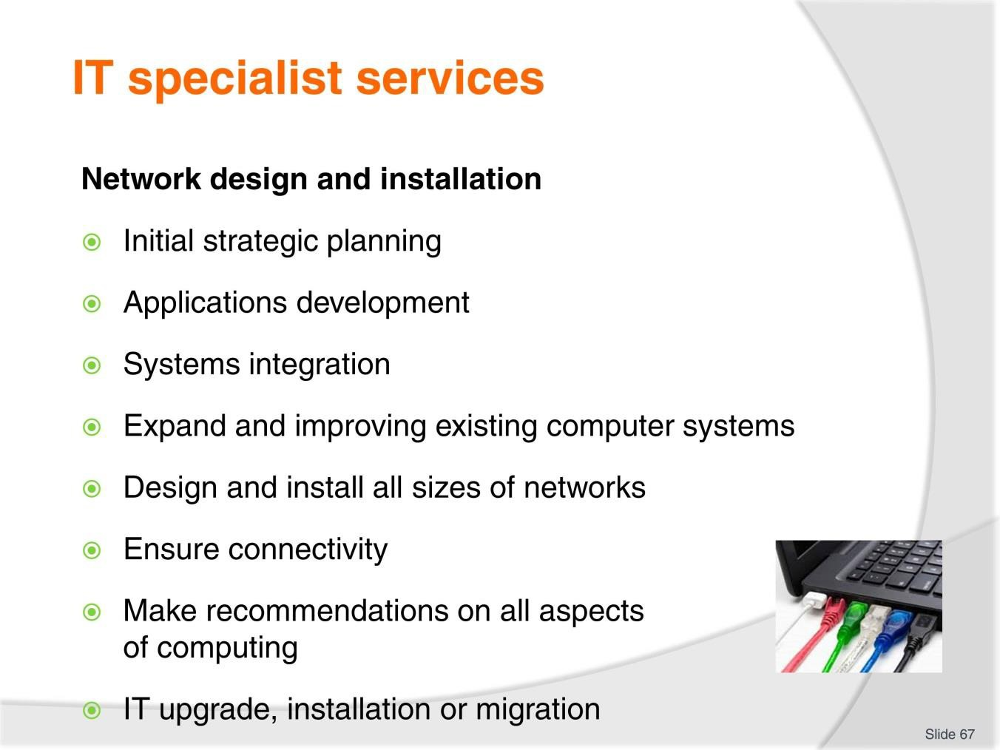 IT specialist services
Network design and installation
Initial strategic planning
Applications development
Systems integration
Expand and improving existing computer systems
Design and install all sizes of networks
Ensure connectivity
Make recommendations on all aspects
of computing
IT upgrade, installation or migration
Slide 67